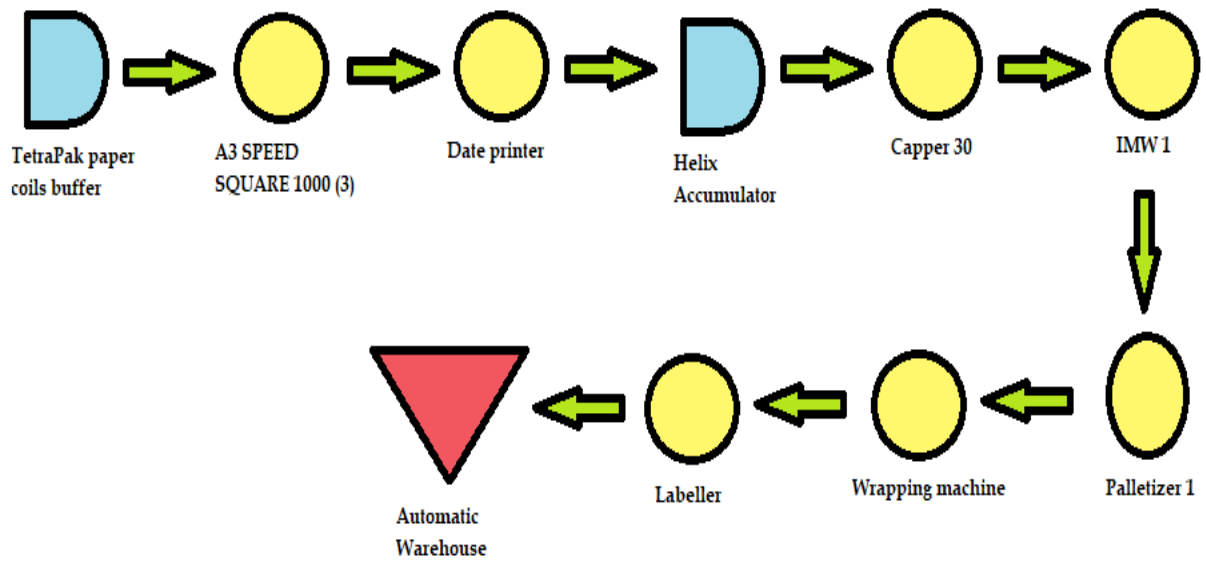 TetraPak paper
coils buffer
A3 SPEED
SQUARE 1000 (3)
Date printer
Helix
Accumulator
Capper 30
IMW 1
Palletizer 1
Wrapping machine
Labeller
Automatic
Warehouse